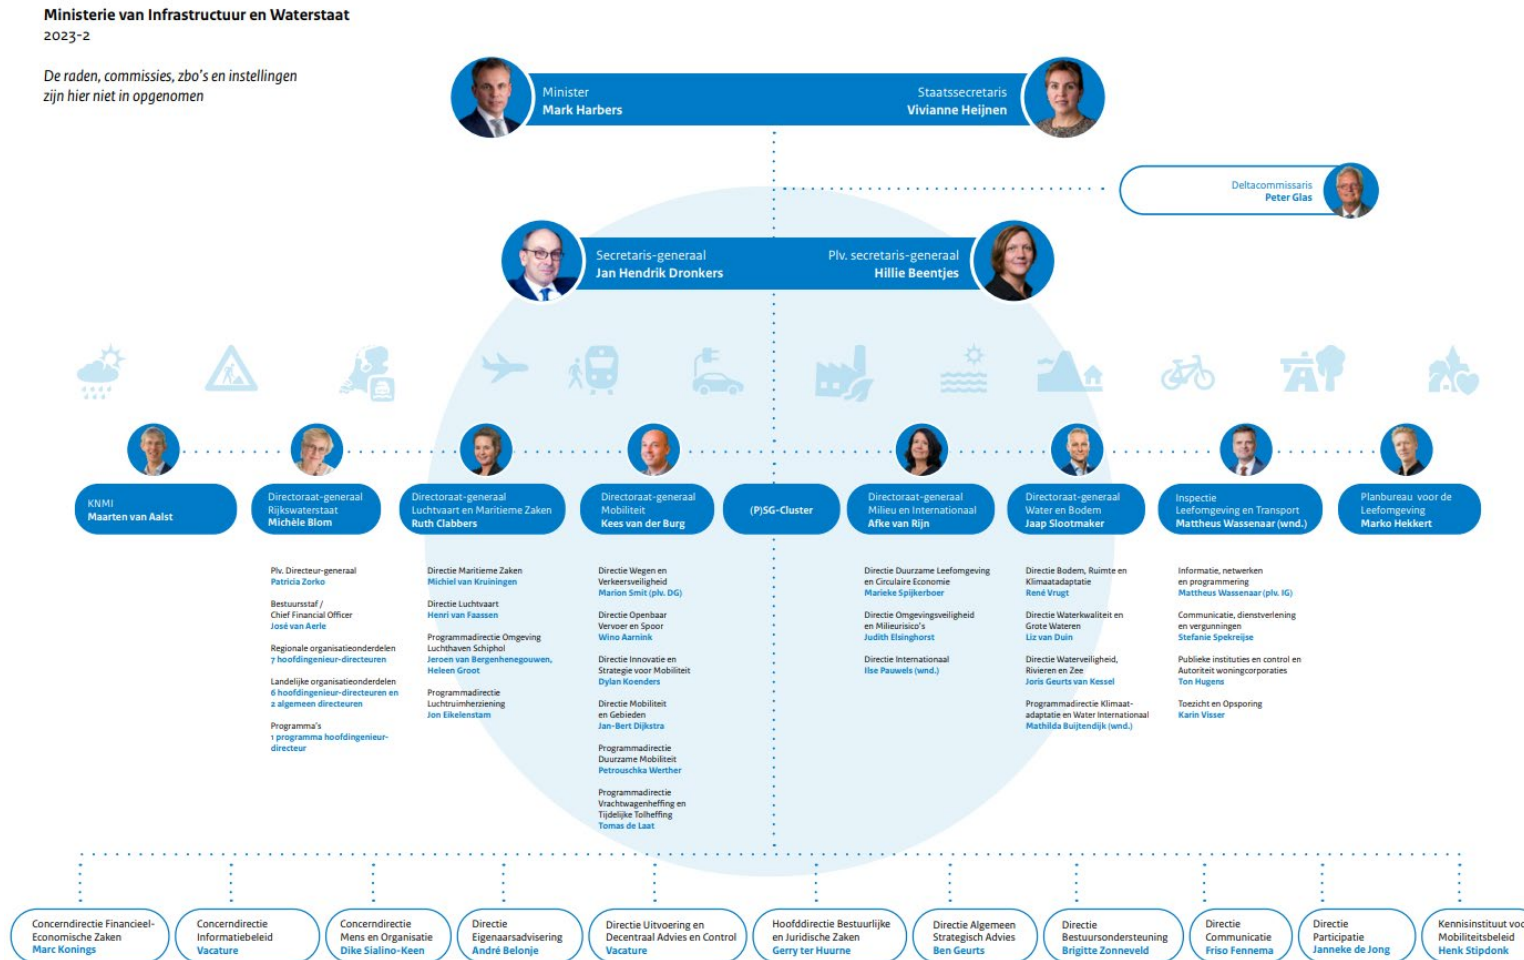 Ministerie van Infrastructuur en Waterstaat
2023-2
De raden, commissies, zbo's en instellingen
zijn hier niet in opgenomen
Minister
Mark Harbers
Staatssecretaris
Vivianne Heijnen
Deltacommissaris
Peter Glas
Secretaris-generaal
Jan Hendrik Dronkers
Plv. secretaris-generaal
Hillie Beentjes
KNMI
Maarten van Aalst
Directoraat-generaal
Rijkswaterstaat
Michèle Blom
Plv. Directeur-generaal
Patricia Zorko
Bestuursstaf /
Chief Financial Officer
José van Aerle
Regionale organisatieonderdelen
7 hoofdingenieur-directeuren
Landelijke organisatieonderdelen
6 hoofdingenieur-directeuren en
2 algemeen directeuren
Programma's
1 programma hoofdingenieur-
directeur
Directoraat-generaal
Luchtvaart en Maritieme Zaken
Ruth Clabbers
Directie Maritieme Zaken
Michiel van Kruiningen
Directie Luchtvaart
Henri van Faassen
Programmadirectie Omgeving
Luchthaven Schiphol
Jeroen van Bergenhenegouwen,
Heleen Groot
Programmadirectie
Luchtruimherziening
Jon Eikelenstam
Directoraat-generaal
Mobiliteit
Kees van der Burg
Directie Wegen en
Verkeersveiligheid
Marion Smit (plv. DG)
Directie Openbaar
Vervoer en Spoor
Wino Aarnink
Directie Innovatie en
Strategie voor Mobiliteit
Dylan Koenders
Directie Mobiliteit
en Gebieden
Jan-Bert Dijkstra
Programmadirectie
Duurzame Mobiliteit
Petrouschka Werther
Programmadirectie
Vrachtwagenheffing en
Tijdelijke Tolheffing
Tomas de Laat
(P)SG-Cluster
Directoraat-generaal
Milieu en Internationaal
Afke van Rijn
Directie Duurzame Leefomgeving
en Circulaire Economie
Marieke Spijkerboer
Directie Omgevingsveiligheid
en Milieurisico's
Judith Elsinghorst
Directie Internationaal
Ilse Pauwels (wnd.)
Directoraat-generaal
Water en Bodem
Jaap Slootmaker
Directie Bodem, Ruimte en
Klimaatadaptatie
René Vrugt
Directie Waterkwaliteit en
Grote Wateren
Liz van Duin
Directie Waterveiligheid,
Rivieren en Zee
Joris Geurts van Kessel
Programmadirectie Klimaat-
adaptatie en Water Internationaal
Mathilda Buijtendijk (wnd.)
Inspectie
Leefomgeving en Transport
Mattheus Wassenaar (wnd.)
Informatie, netwerken
en programmering
Mattheus Wassenaar (plv. IG)
Communicatie, dienstverlening
en vergunningen
Stefanie Spekreijse
Publieke instituties en control en
Autoriteit woningcorporaties
Ton Hugens
Toezicht en Opsporing
Karin Visser
Planbureau voor de
Leefomgeving
Marko Hekkert
Concerndirectie Financieel-
Economische Zaken
Marc Konings
Concerndirectie
Informatiebeleid
Vacature
Concerndirectie
Mens en Organisatie
Dike Sialino-Keen
Directie
Eigenaarsadvisering
André Belonje
Directie Uitvoering en
Decentraal Advies en Control
Vacature
Hoofddirectie Bestuurlijke
en Juridische Zaken
Gerry ter Huurne
Directie Algemeen
Strategisch Advies
Ben Geurts
Directie
Bestuursondersteuning
Brigitte Zonneveld
Directie
Communicatie
Friso Fennema
Directie
Participatie
Janneke de Jong
Kennisinstituut voo
Mobiliteitsbeleid
Henk Stipdonk